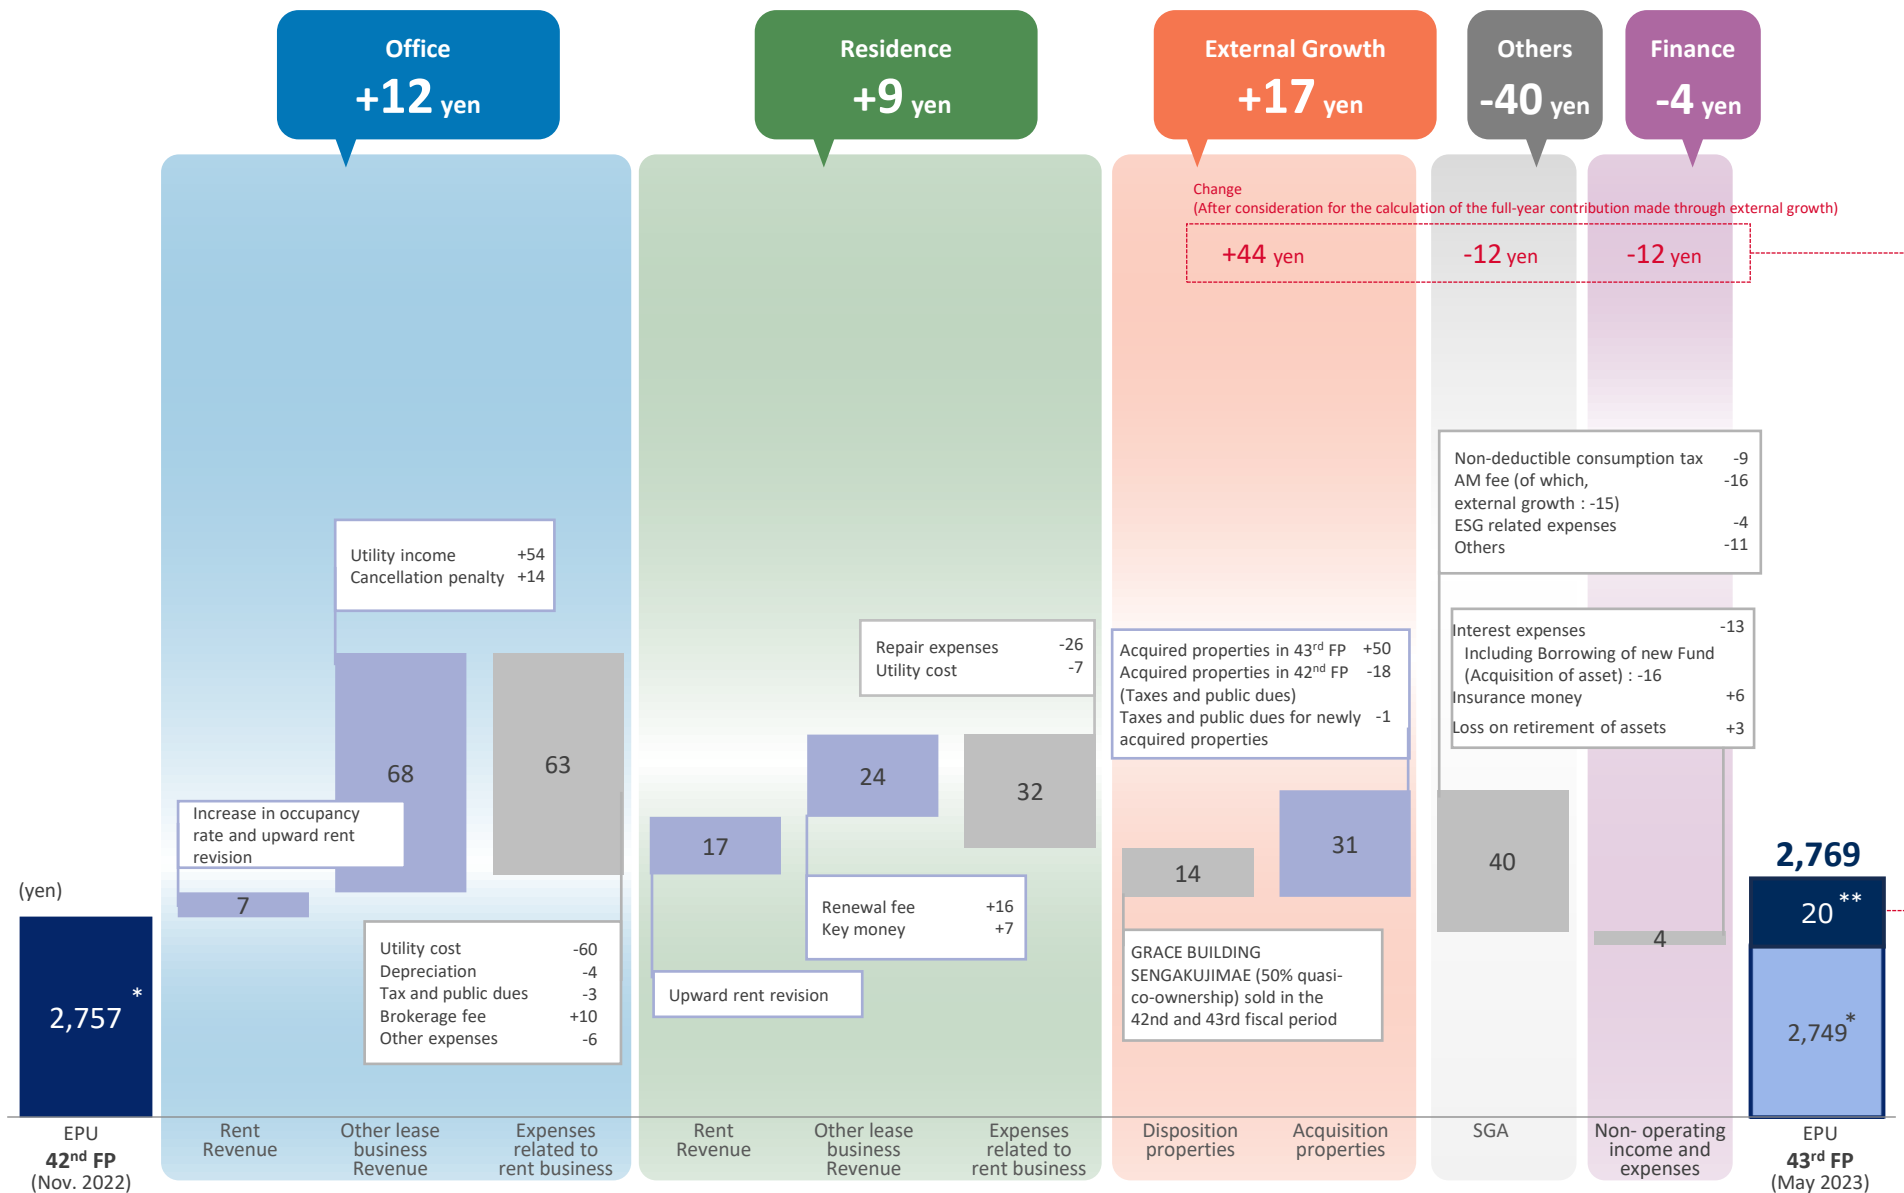 Office
+12 yen
Residence
+9 yen
External Growth
+17 yen
Others
-40 yen
Finance
-4 yen
Change
(After consideration for the calculation of the full-year contribution made through external growth)
+44 yen
-12 yen
-12 yen
Non-deductible consumption tax -9
AM fee (of which, -16
external growth : -15)
ESG related expenses -4
Others -11
Utility income +54
Cancellation penalty +14
Repair expenses -26
Utility cost -7
Acquired properties in 43rd FP +50
Acquired properties in 42nd FP -18
(Taxes and public dues)
Taxes and public dues for newly -1
acquired properties
Interest expenses -13
Including Borrowing of new Fund
(Acquisition of asset) : -16
Insurance money +6
Loss on retirement of assets +3
68
63
24
32
17
14
31
40
4
7
Increase in occupancy
rate and upward rent
revision
Utility cost -60
Depreciation -4
Tax and public dues -3
Brokerage fee +10
Other expenses -6
Upward rent revision
Renewal fee +16
Key money +7
GRACE BUILDING
SENGAKUJIMAE (50% quasi-
co-ownership) sold in the
42nd and 43rd fiscal period
(yen)
2,757 *
2,769
20 **
2,749 *
EPU
42nd FP
(Nov. 2022)
Rent
Revenue
Other lease
business
Revenue
Expenses
related to
rent business
Rent
Revenue
Other lease
business
Revenue
Expenses
related to
rent business
Disposition
properties
Acquisition
properties
SGA
Non- operating
income and
expenses
EPU
43rd FP
(May 2023)